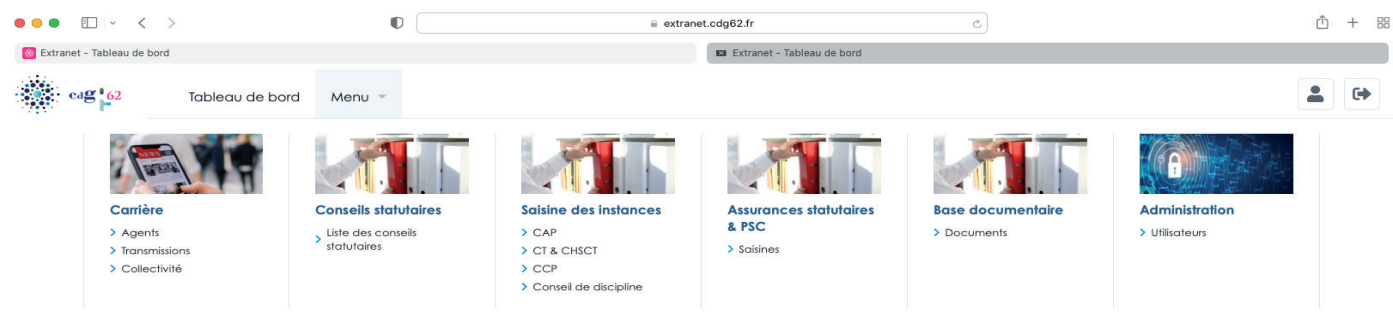 extranet.cdg62.fr
Extranet - Tableau de bord
Extranet - Tableau de bord
cdg 62
Tableau de bord
Menu
NEWS
Carrière
Agents
Transmissions
Collectivité
Conseils statutaires
Liste des conseils
statutaires
Saisine des instances
CAP
CT & CHSCT
CCP
Conseil de discipline
Assurances statutaires
& PSC
Saisines
Base documentaire
Documents
Administration
Utilisateurs